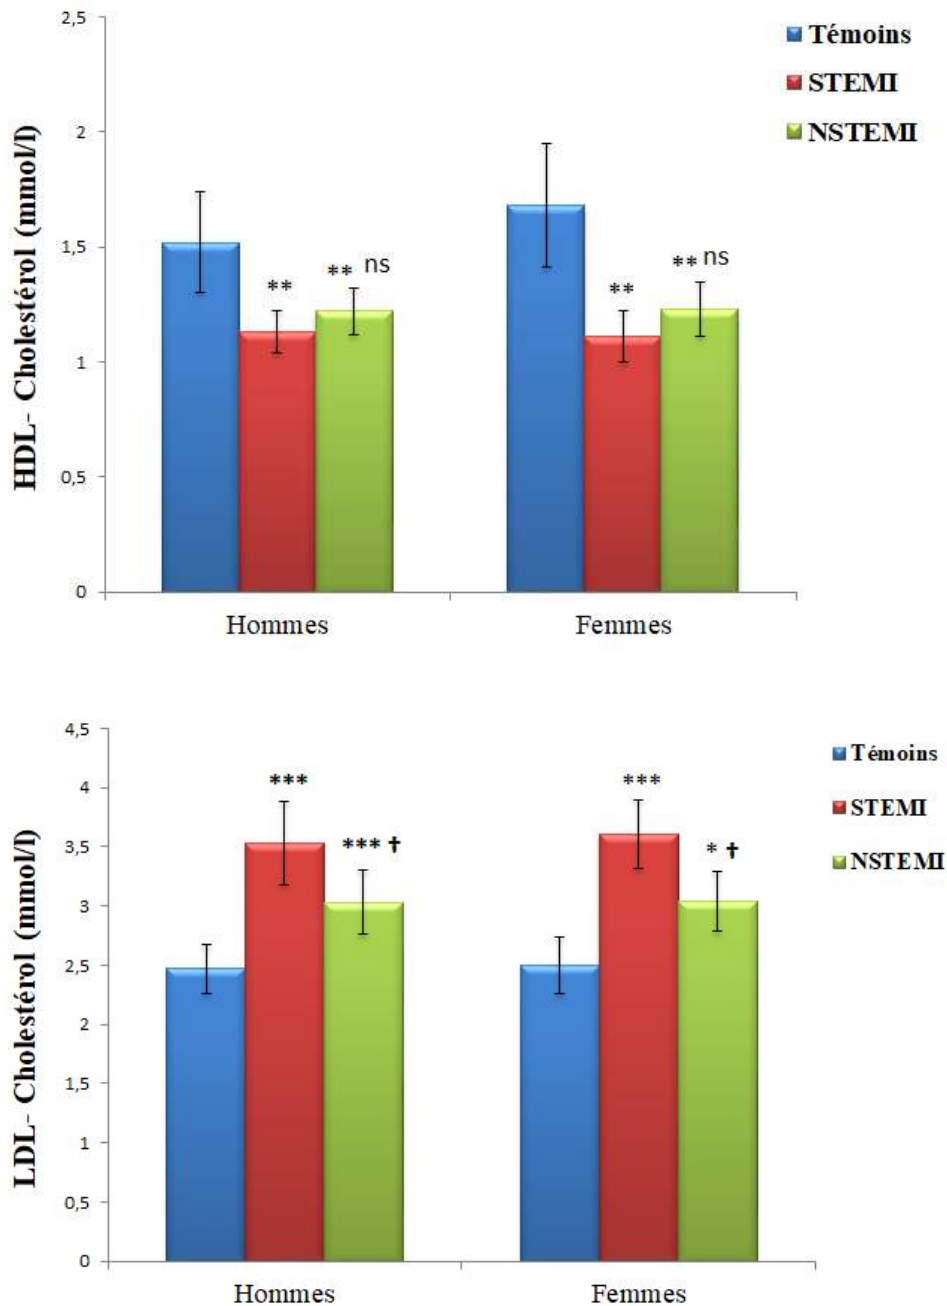 2,5
2
1,5
1
0,5
0
HDL- Cholestérol (mmol/l)
Témoins
STEMI
NSTEMI
**
** ns
**
** ns
Hommes
Femmes
4,5
4
3,5
3
2,5
2
1,5
1
0,5
0
LDL- Cholestérol (mmol/l)
Témoins
STEMI
NSTEMI
***
*** †
***
* †
Hommes
Femmes